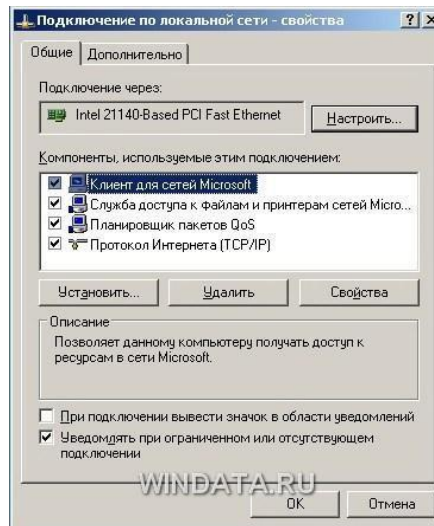 Подключение по локальной сети - свойства
Общие
Дополнительно
Подключение через:
Intel 21140-Based PCI Fast Ethernet
Настроить...
Компоненты, используемые этим подключением:
Клиент для сетей Microsoft
Служба доступа к файлам и принтерам сетей Micro...
Планировщик пакетов QoS
Протокол Интернета (TCP/IP)
Установить...
Удалить
Свойства
Описание
Позволяет данному компьютеру получать доступ к
ресурсам в сети Microsoft.
При подключении вывести значок в области уведомлений
Уведомлять при ограниченном или отсутствующем
подключении
WINDATA.RU
OK
Отмена